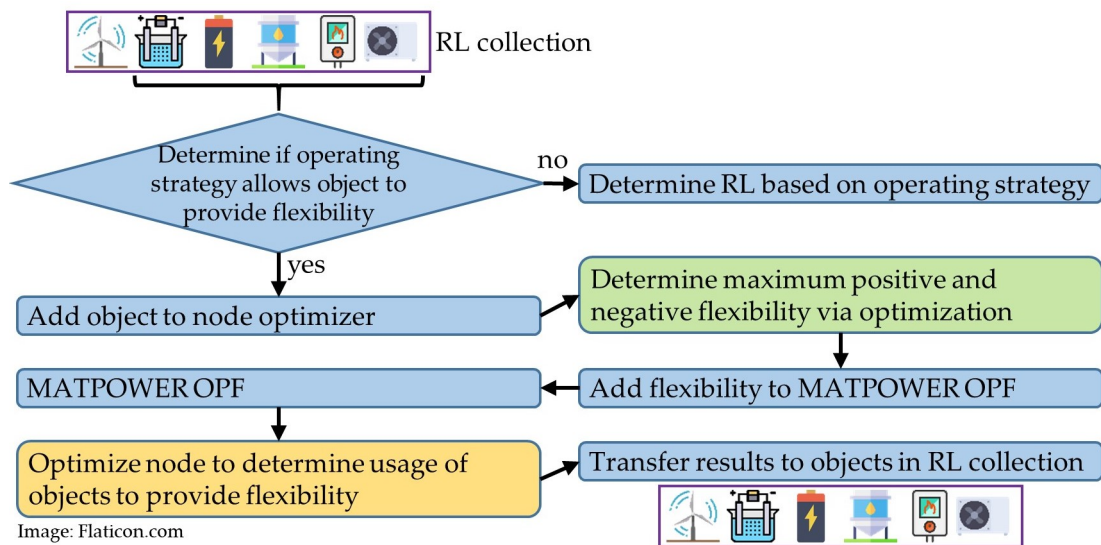 RL collection
Determine if operating
strategy allows object to
provide flexibility
no
Determine RL based on operating strategy
yes
Add object to node optimizer
Determine maximum positive and
negative flexibility via optimization
MATPOWER OPF
Add flexibility to MATPOWER OPF
Optimize node to determine usage of
objects to provide flexibility
Transfer results to objects in RL collection
Image: Flaticon.com